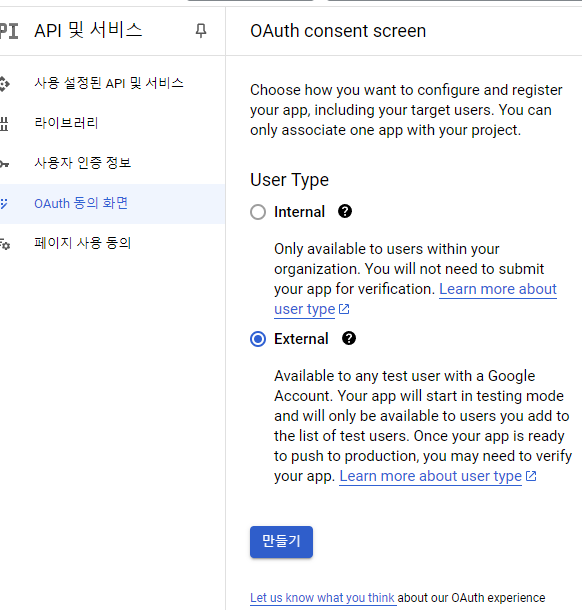 PI API 및 서비스
사용 설정된 API 및 서비스
라이브러리
사용자 인증 정보
OAuth 동의 화면
페이지 사용 동의
OAuth consent screen
Choose how you want to configure and register
your app, including your target users. You can
only associate one app with your project.
User Type
Internal
Only available to users within your
organization. You will not need to submit
your app for verification. Learn more about
user type
External
Available to any test user with a Google
Account. Your app will start in testing mode
and will only be available to users you add to
the list of test users. Once your app is ready
to push to production, you may need to verify
your app. Learn more about user type
만들기
Let us know what you think about our OAuth experience